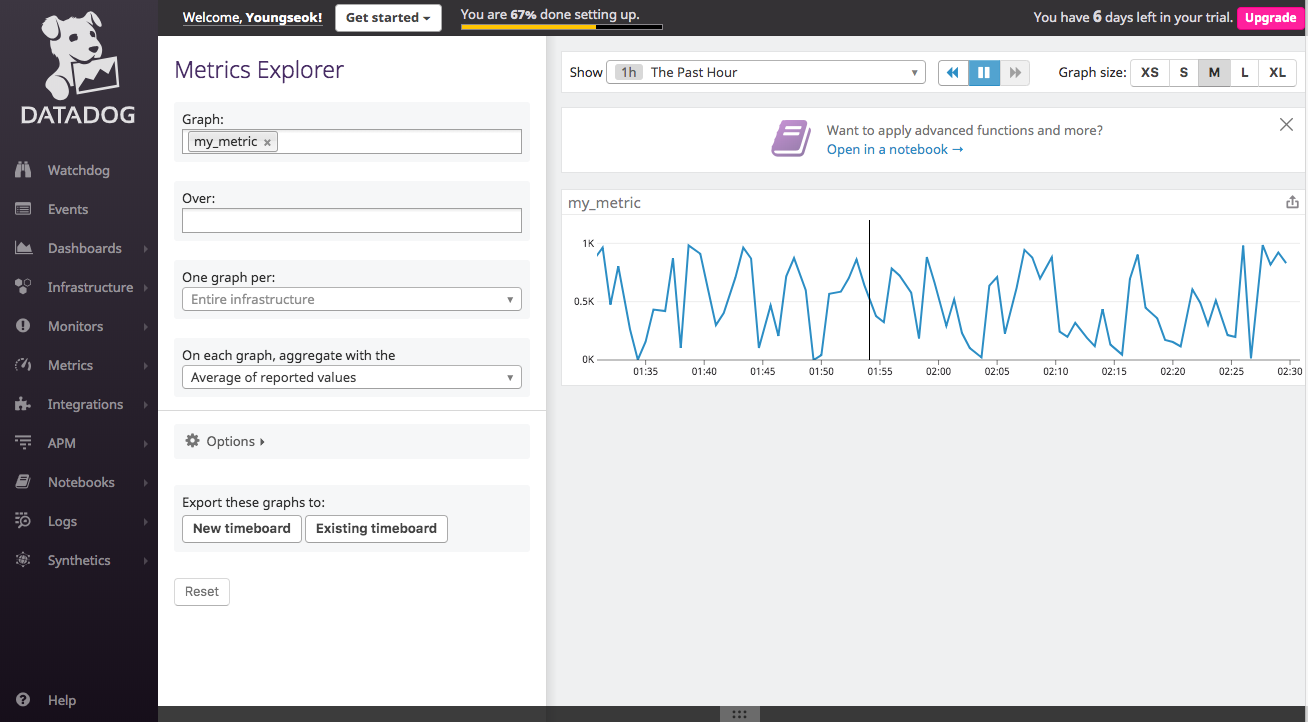 Welcome, Youngseok!
Get started
You are 67% done setting up.
You have 6 days left in your trial.
Upgrade
DATADOG
Watchdog
Events
Dashboards
Infrastructure
Monitors
Metrics
Integrations
APM
Notebooks
Logs
Synthetics
Help
Metrics Explorer
Graph:
my_metric ×
Over:
One graph per:
Entire infrastructure
On each graph, aggregate with the
Average of reported values
Options
Export these graphs to:
New timeboard Existing timeboard
Reset
Show 1h The Past Hour
Graph size: XS S M L XL
Want to apply advanced functions and more?
Open in a notebook →
my_metric
1K
0.5K
0K
01:35 01:40 01:45 01:50 01:55 02:00 02:05 02:10 02:15 02:20 02:25 02:30